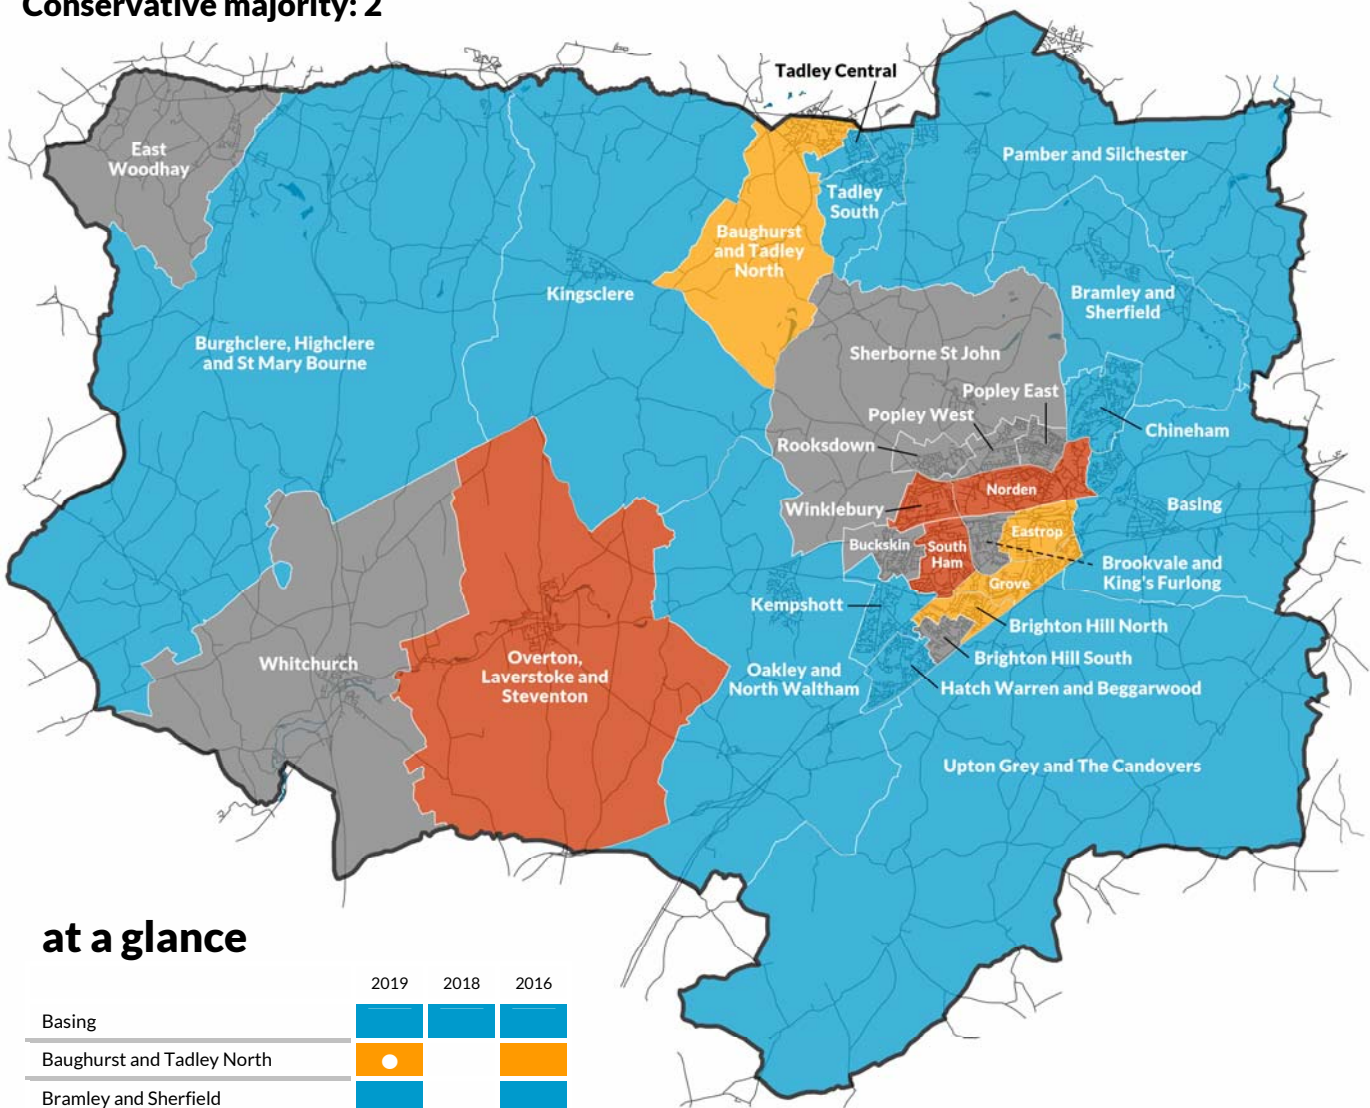 Conservative majority: 2
Tadley Central
East
Woodhay
Pamber and Silchester
Tadley
South
Baughurst
and Tadley
North
Kingsclere
Bramley and
Sherfield
Burghclere, Highclere
and St Mary Bourne
Sherborne St John
Popley East
Popley West
Chineham
Rooksdown
Norden
Winklebury
Basing
Eastrop
Buckskin
South
Ham
Brookvale and
King's Furlong
Grove
Kempshott
Brighton Hill North
Brighton Hill South
Whitchurch
Overton,
Laverstoke and
Steventon
Oakley and
North Waltham
Hatch Warren and Beggarwood
Upton Grey and The Candovers
at a glance
2019 2018 2016
Basing
Baughurst and Tadley North
Bramley and Sherfield